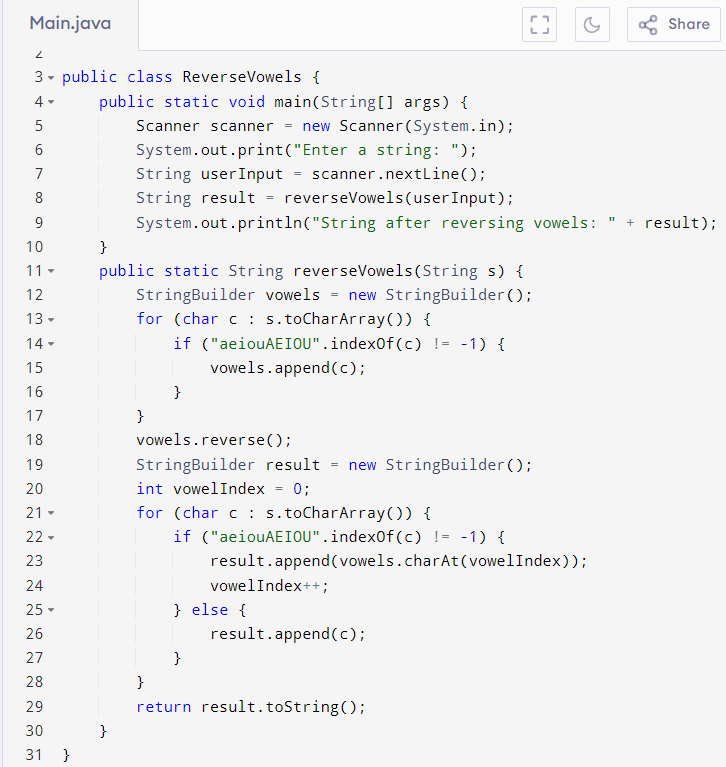 Main.java
Share
2
3 public class ReverseVowels {
4 public static void main(String[] args) {
5 Scanner scanner = new Scanner(System.in);
6 System.out.print("Enter a string: ");
7 String userInput = scanner.nextLine();
8 String result = reverseVowels(userInput);
9 System.out.println("String after reversing vowels: " + result);
10 }
11 public static String reverseVowels(String s) {
12 StringBuilder vowels = new StringBuilder();
13 for (char c : s.toCharArray()) {
14 if ("aeiouAEIOU".indexOf(c) != -1) {
15 vowels.append(c);
16 }
17 }
18 vowels.reverse();
19 StringBuilder result = new StringBuilder();
20 int vowelIndex = 0;
21 for (char c : s.toCharArray()) {
22 if ("aeiouAEIOU".indexOf(c) != -1) {
23 result.append(vowels.charAt(vowelIndex));
24 vowelIndex++;
25 } else {
26 result.append(c);
27 }
28 }
29 return result.toString();
30 }
31 }